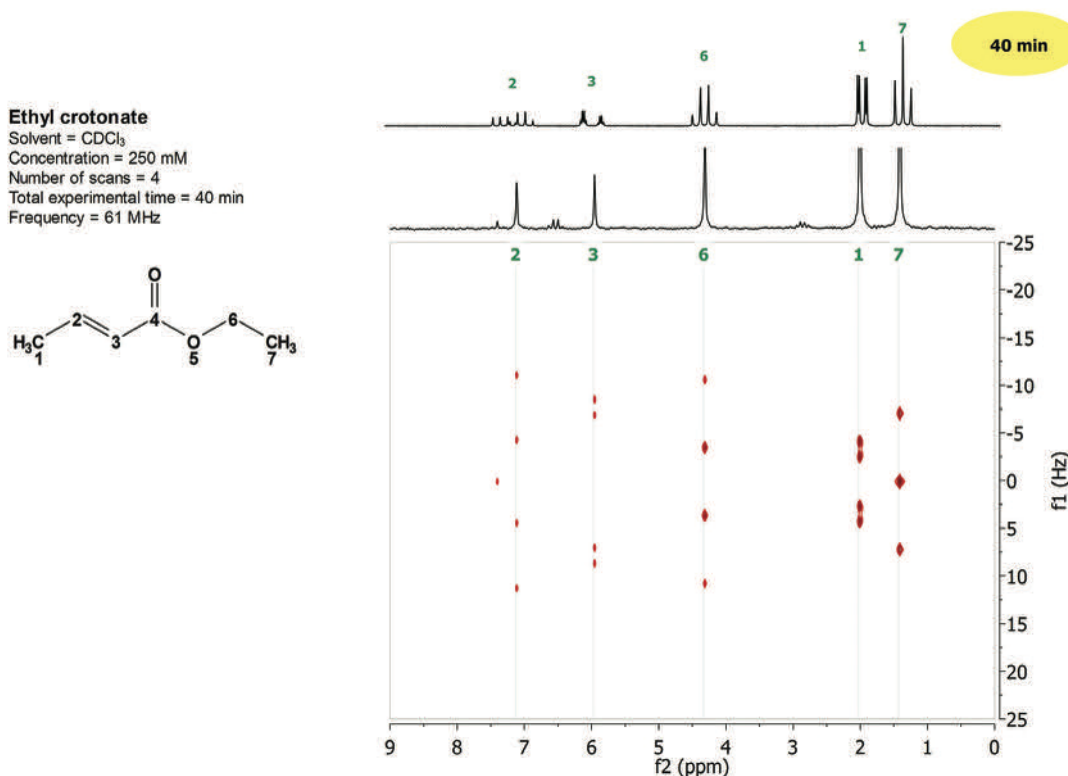 40 min
Ethyl crotonate
Solvent = CDCl₃
Concentration = 250 mM
Number of scans = 4
Total experimental time = 40 min
Frequency = 61 MHz
2 3 6 1 7
2 3 6 1 7
O
2 4 6
H₃C 3 O CH₃
1 5 7
-25
-20
-15
-10
-5
0
5
10
15
20
25
f1 (Hz)
9 8 7 6 5 4 3 2 1 0
f2 (ppm)